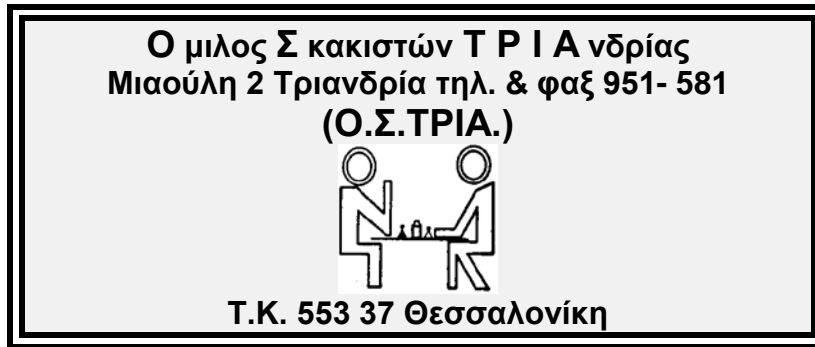 Ο μιλος Σ κακιστών Τ Ρ Ι Α νδρίας
Μιαούλη 2 Τριανδρία τηλ. & φαξ 951- 581
(Ο.Σ.ΤΡΙΑ.)
Τ.Κ. 553 37 Θεσσαλονίκη